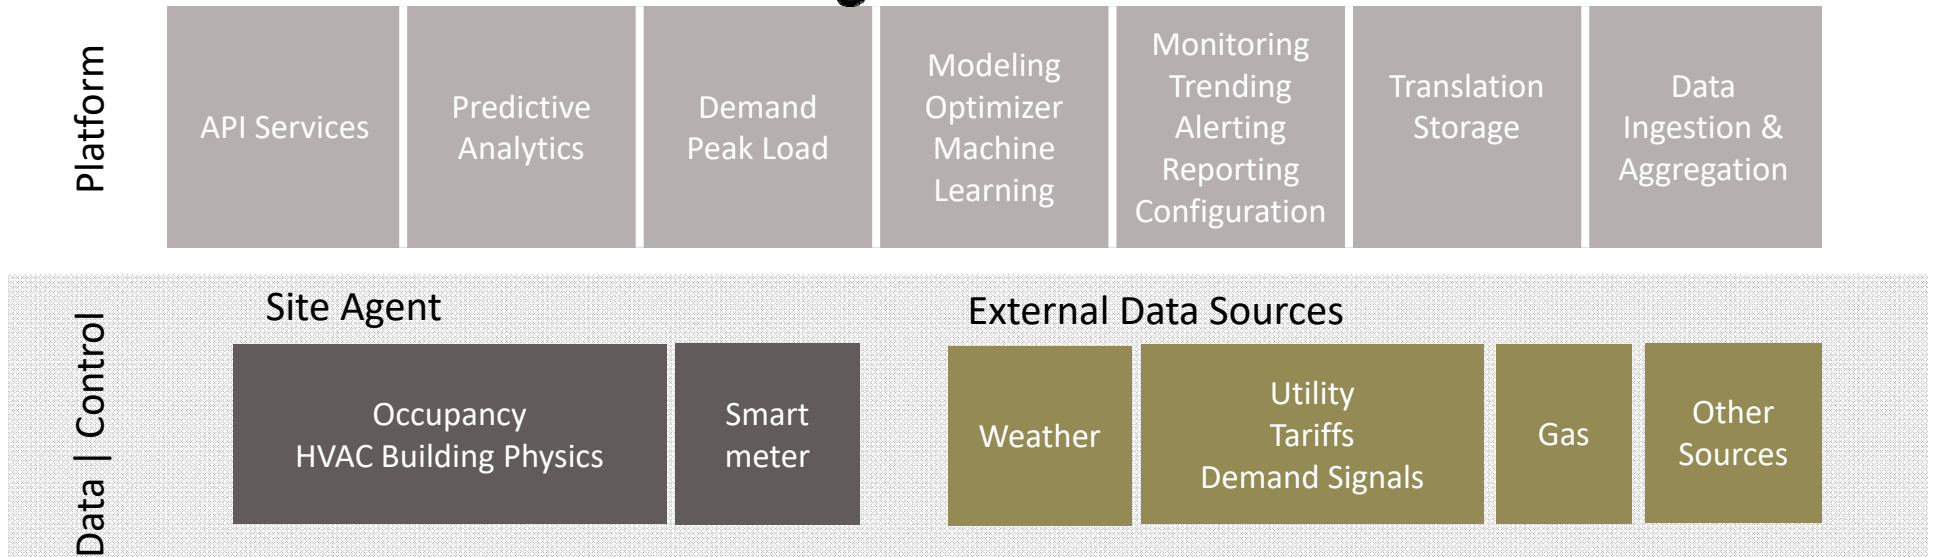 Platform
API Services
Predictive
Analytics
Demand
Peak Load
Modeling
Optimizer
Machine
Learning
Monitoring
Trending
Alerting
Reporting
Configuration
Translation
Storage
Data
Ingestion &
Aggregation
Data | Control
Site Agent
Occupancy
HVAC Building Physics
Smart
meter
External Data Sources
Weather
Utility
Tariffs
Demand Signals
Gas
Other
Sources